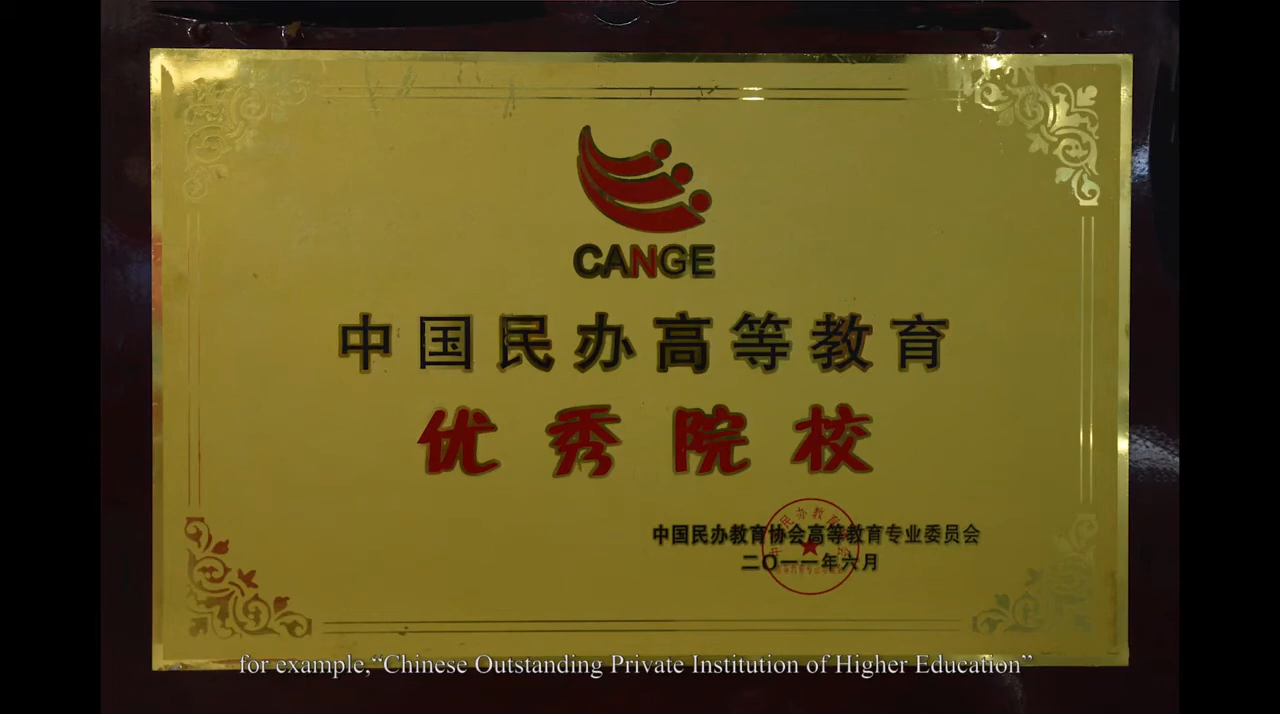 CANGE
中国民办高等教育
优秀院校
中国民办教育协会高等教育专业委员会
二〇一一年六月
for example,“Chinese Outstanding Private Institution of Higher Education”